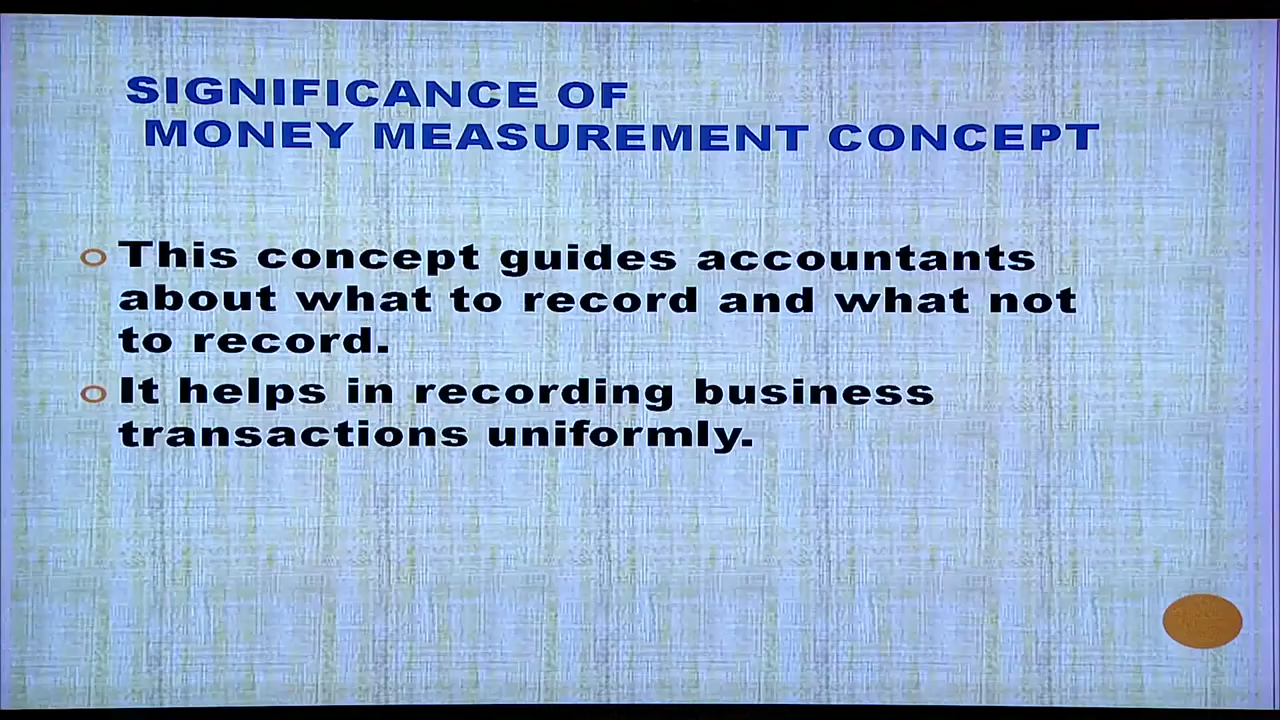 SIGNIFICANCE OF
MONEY MEASUREMENT CONCEPT
This concept guides accountants
about what to record and what not
to record.
It helps in recording business
transactions uniformly.